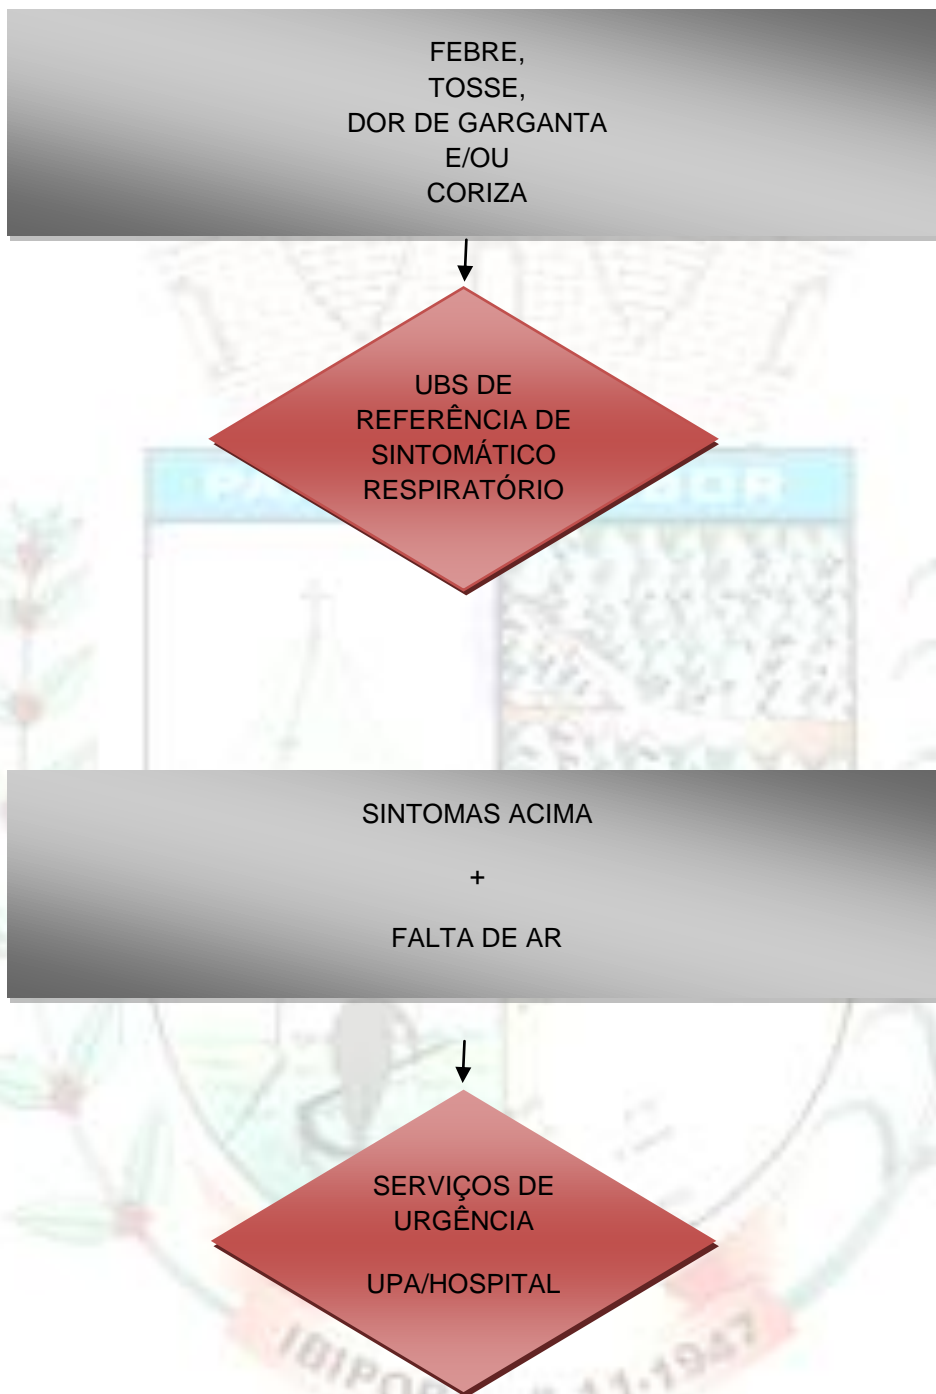 FEBRE,
TOSSE,
DOR DE GARGANTA
E/OU
CORIZA
UBS DE
REFERÊNCIA DE
SINTOMÁTICO
RESPIRATÓRIO
SINTOMAS ACIMA
+
FALTA DE AR
SERVIÇOS DE
URGÊNCIA
UPA/HOSPITAL